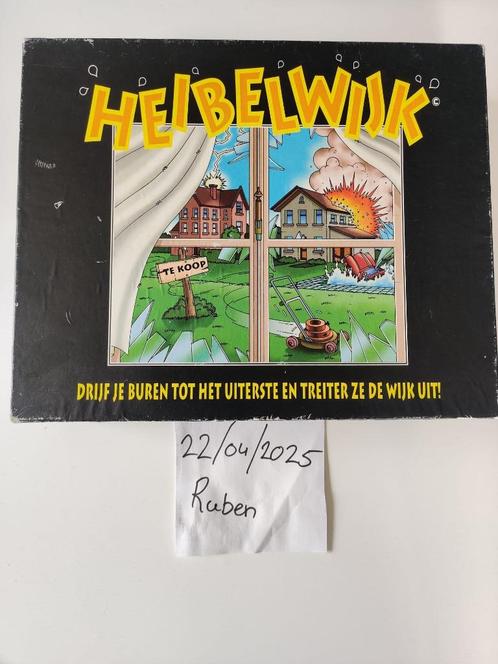 HEIBELWIJK ©
TE KOOP
DRIJF JE BUREN TOT HET UITERSTE EN TREITER ZE DE WIJK UIT!
22/04/2025
Ruben